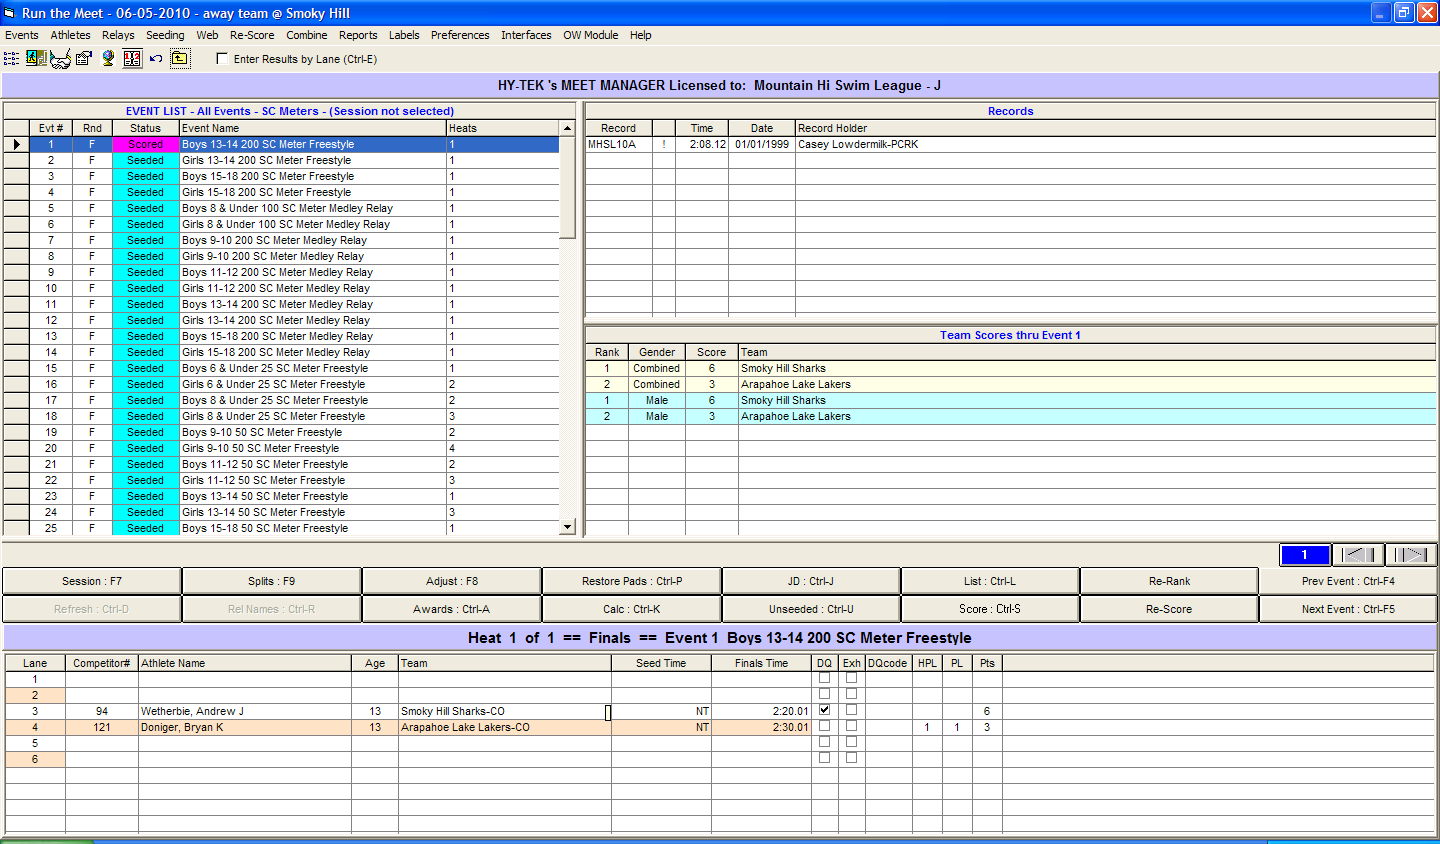 Run the Meet - 06-05-2010 - away team @ Smoky Hill
Events Athletes Relays Seeding Web Re-Score Combine Reports Labels Preferences Interfaces OW Module Help
Enter Results by Lane (Ctrl-E)
HY-TEK 's MEET MANAGER Licensed to: Mountain Hi Swim League - J
EVENT LIST - All Events - SC Meters - (Session not selected)
Evt # Rnd Status Event Name Heats
1 F Scored Boys 13-14 200 SC Meter Freestyle 1
2 F Seeded Girls 13-14 200 SC Meter Freestyle 1
3 F Seeded Boys 15-18 200 SC Meter Freestyle 1
4 F Seeded Girls 15-18 200 SC Meter Freestyle 1
5 F Seeded Boys 8 & Under 100 SC Meter Medley Relay 1
6 F Seeded Girls 8 & Under 100 SC Meter Medley Relay 1
7 F Seeded Boys 9-10 200 SC Meter Medley Relay 1
8 F Seeded Girls 9-10 200 SC Meter Medley Relay 1
9 F Seeded Boys 11-12 200 SC Meter Medley Relay 1
10 F Seeded Girls 11-12 200 SC Meter Medley Relay 1
11 F Seeded Boys 13-14 200 SC Meter Medley Relay 1
12 F Seeded Girls 13-14 200 SC Meter Medley Relay 1
13 F Seeded Boys 15-18 200 SC Meter Medley Relay 1
14 F Seeded Girls 15-18 200 SC Meter Medley Relay 1
15 F Seeded Boys 6 & Under 25 SC Meter Freestyle 1
16 F Seeded Girls 6 & Under 25 SC Meter Freestyle 2
17 F Seeded Boys 8 & Under 25 SC Meter Freestyle 2
18 F Seeded Girls 8 & Under 25 SC Meter Freestyle 3
19 F Seeded Boys 9-10 50 SC Meter Freestyle 2
20 F Seeded Girls 9-10 50 SC Meter Freestyle 4
21 F Seeded Boys 11-12 50 SC Meter Freestyle 2
22 F Seeded Girls 11-12 50 SC Meter Freestyle 3
23 F Seeded Boys 13-14 50 SC Meter Freestyle 1
24 F Seeded Girls 13-14 50 SC Meter Freestyle 3
25 F Seeded Boys 15-18 50 SC Meter Freestyle 1
Records
Record Time Date Record Holder
MHSL10A ! 2:08.12 01/01/1999 Casey Lowdermilk-PCRK
Team Scores thru Event 1
Rank Gender Score Team
1 Combined 6 Smoky Hill Sharks
2 Combined 3 Arapahoe Lake Lakers
1 Male 6 Smoky Hill Sharks
2 Male 3 Arapahoe Lake Lakers
1
Session : F7 Splits : F9 Adjust : F8 Restore Pads : Ctrl-P JD : Ctrl-J List : Ctrl-L Re-Rank Prev Event : Ctrl-F4
Refresh : Ctrl-D Rel Names : Ctrl-R Awards : Ctrl-A Calc : Ctrl-K Unseeded : Ctrl-U Score : Ctrl-S Re-Score Next Event : Ctrl-F5
Heat 1 of 1 == Finals == Event 1 Boys 13-14 200 SC Meter Freestyle
Lane Competitor# Athlete Name Age Team Seed Time Finals Time DQ Exh DQcode HPL PL Pts
1
2
3 94 Wetherbie, Andrew J 13 Smoky Hill Sharks-CO NT 2:20.01 6
4 121 Doniger, Bryan K 13 Arapahoe Lake Lakers-CO NT 2:30.01 1 1 3
5
6